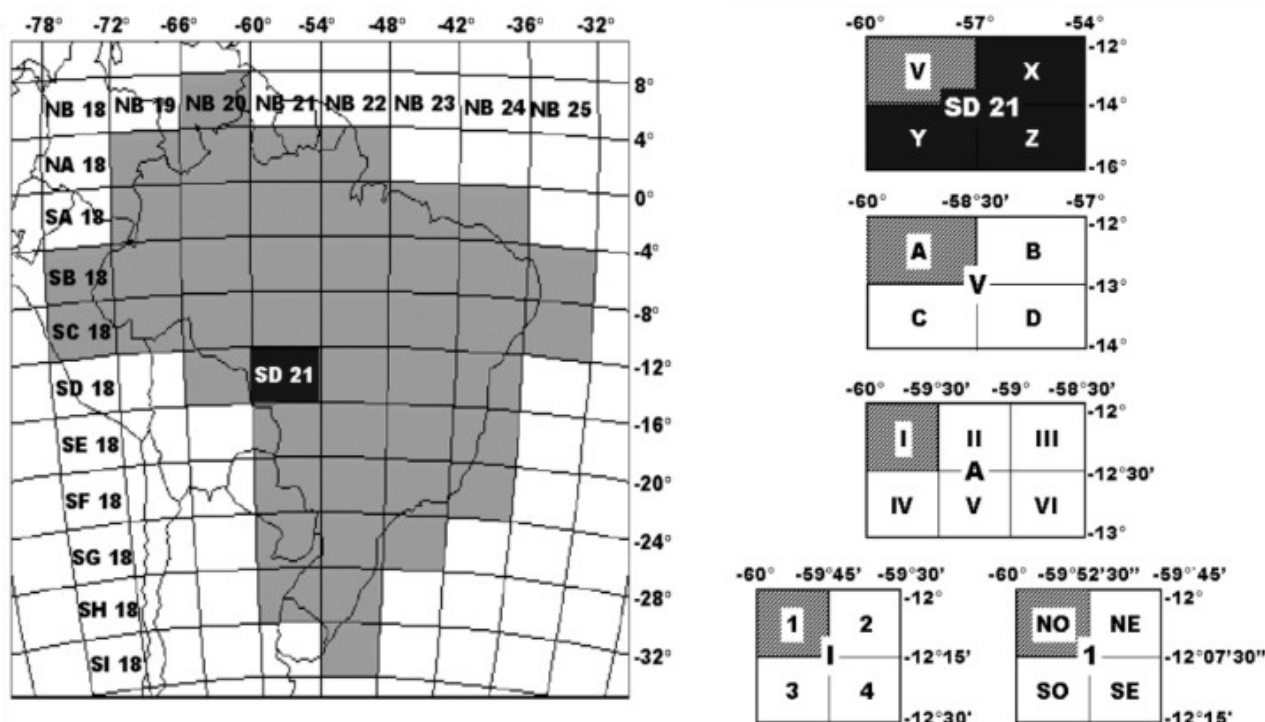 -78° -72° -66° -60° -54° -48° -42° -36° -32°
8°
NB 18 NB 19 NB 20 NB 21 NB 22 NB 23 NB 24 NB 25
4°
NA 18
0°
SA 18
-4°
SB 18
-8°
SC 18
-12°
SD 18 SD 21
-16°
SE 18
-20°
SF 18
-24°
SG 18
-28°
SH 18
-32°
SI 18
-60° -57° -54°
-12°
V X
-14°
SD 21
Y Z
-16°
-60° -58°30' -57°
-12°
A B
-13°
V
C D
-14°
-60° -59°30' -59° -58°30'
-12°
I II III
-12°30'
A
IV V VI
-13°
-60° -59°45' -59°30'
-12°
1 2
I
-12°15'
3 4
-12°30'
-60° -59°52'30'' -59°45'
-12°
NO NE
1
-12°07'30''
SO SE
-12°15'